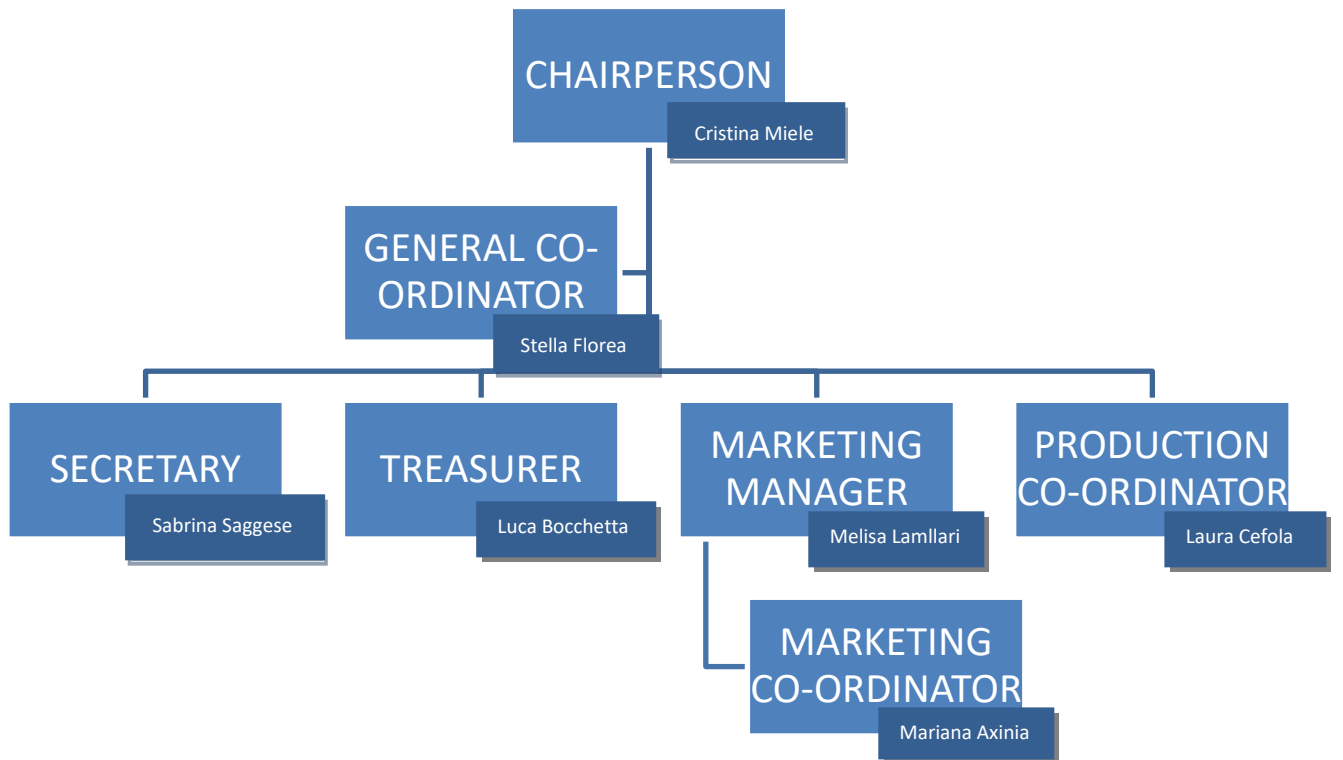 CHAIRPERSON
Cristina Miele
GENERAL CO-
ORDINATOR
Stella Florea
SECRETARY
Sabrina Saggese
TREASURER
Luca Bocchetta
MARKETING
MANAGER
Melisa Lamllari
PRODUCTION
CO-ORDINATOR
Laura Cefola
MARKETING
CO-ORDINATOR
Mariana Axinia